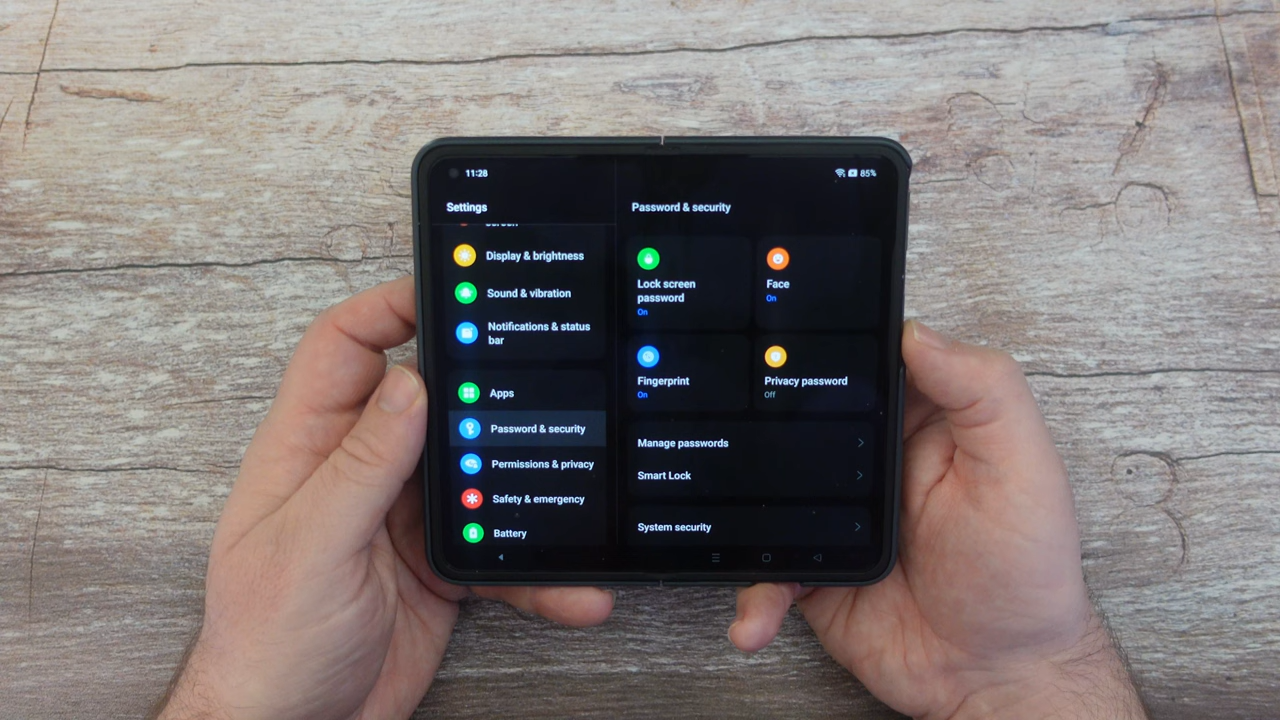 11:28
85%
Settings
Screen
Display & brightness
Sound & vibration
Notifications & status
bar
Apps
Password & security
Permissions & privacy
Safety & emergency
Battery
Password & security
Lock screen
password
On
Face
On
Fingerprint
On
Privacy password
Off
Manage passwords
Smart Lock
System security